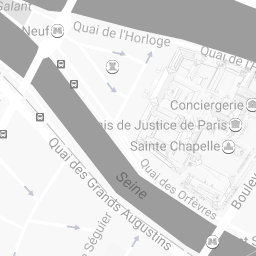 Galant
Neuf
Quai de l'Horloge
Quai de l'
Conciergerie
is de Justice de Paris
Sainte Chapelle
Quai des Orfèvres
Seine
Quai des Grands Augustins
Séguier
Boulev